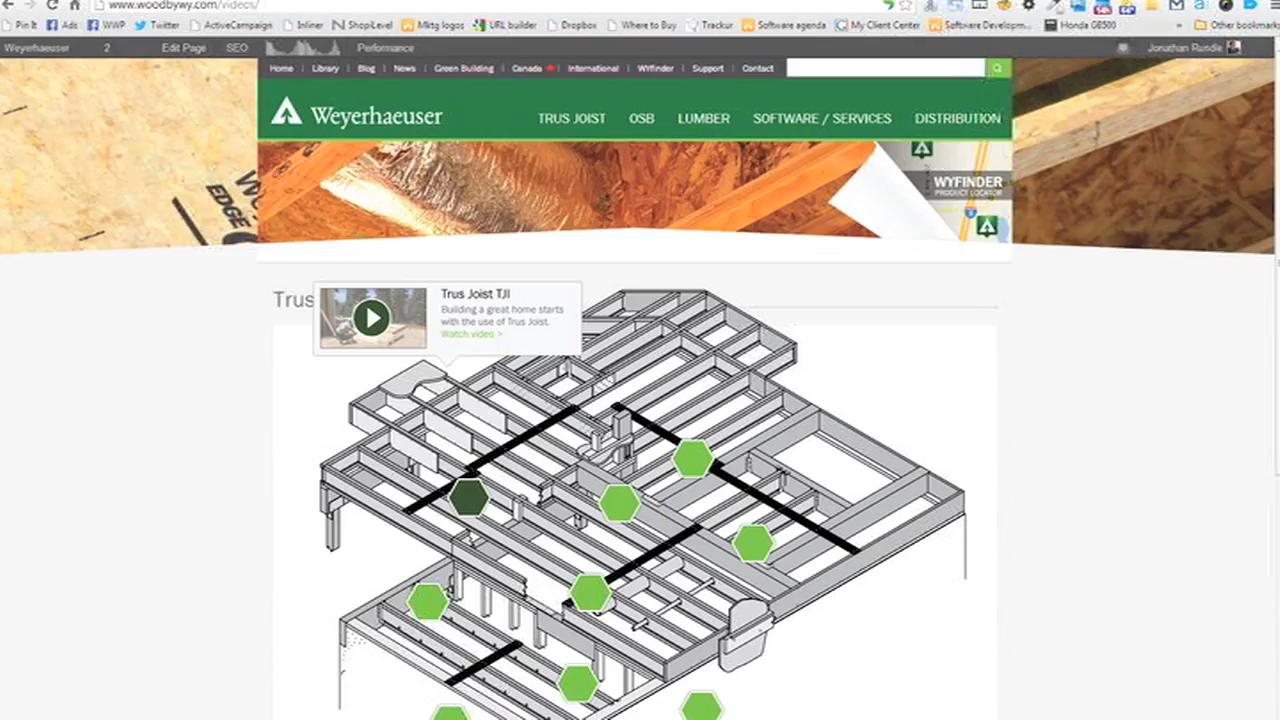 www.woodbywy.com/videos/
Pin It Ads WWP Twitter ActiveCampaign Inliner ShopiLevel Mktg logos URL builder Dropbox Where to Buy Trackur Software agenda My Client Center Software Developm... Honda GB500 » Other bookmark
Weyerhaeuser 2 Edit Page SEO Performance Jonathan Rundle
Home Library Blog News Green Building Canada International WYfinder Support Contact
Weyerhaeuser
TRUS JOIST OSB LUMBER SOFTWARE / SERVICES DISTRIBUTION
WYFINDER
PRODUCT LOCATOR
EDGE
Trus
Trus Joist TJI
Building a great home starts
with the use of Trus Joist.
Watch video >